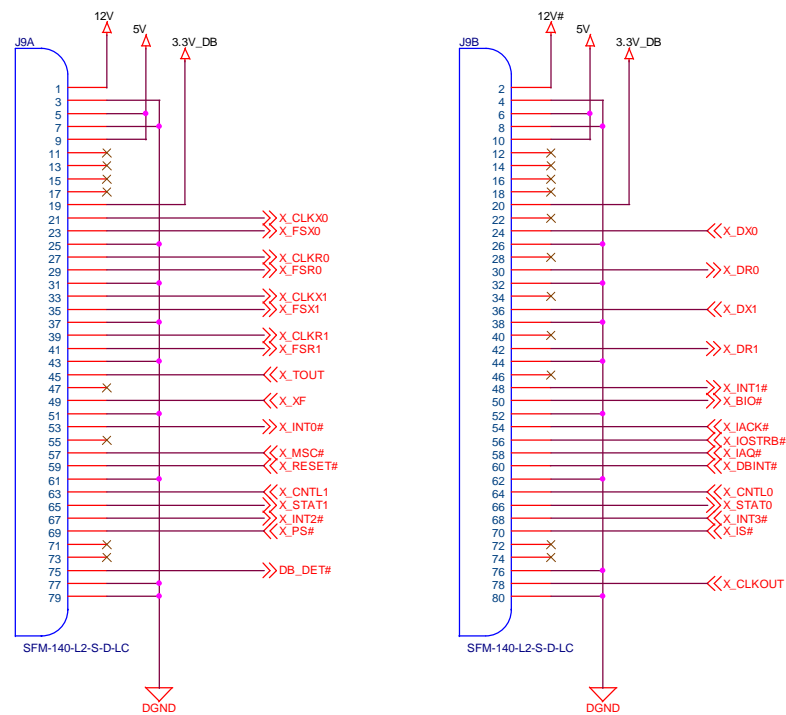 12V
5V
3.3V_DB
J9A
1
3
5
7
9
11
13
15
17
19
21 X_CLKX0
23 X_FSX0
25
27 X_CLKR0
29 X_FSR0
31
33 X_CLKX1
35 X_FSX1
37
39 X_CLKR1
41 X_FSR1
43
45 X_TOUT
47
49 X_XF
51
53 X_INT0#
55
57 X_MSC#
59 X_RESET#
61
63 X_CNTL1
65 X_STAT1
67 X_INT2#
69 X_PS#
71
73
75 DB_DET#
77
79
SFM-140-L2-S-D-LC
DGND
12V#
5V
3.3V_DB
J9B
2
4
6
8
10
12
14
16
18
20
22
24 X_DX0
26
28
30 X_DR0
32
34
36 X_DX1
38
40
42 X_DR1
44
46
48 X_INT1#
50 X_BIO#
52
54 X_IACK#
56 X_IOSTRB#
58 X_IAQ#
60 X_DBINT#
62
64 X_CNTL0
66 X_STAT0
68 X_INT3#
70 X_IS#
72
74
76
78 X_CLKOUT
80
SFM-140-L2-S-D-LC
DGND